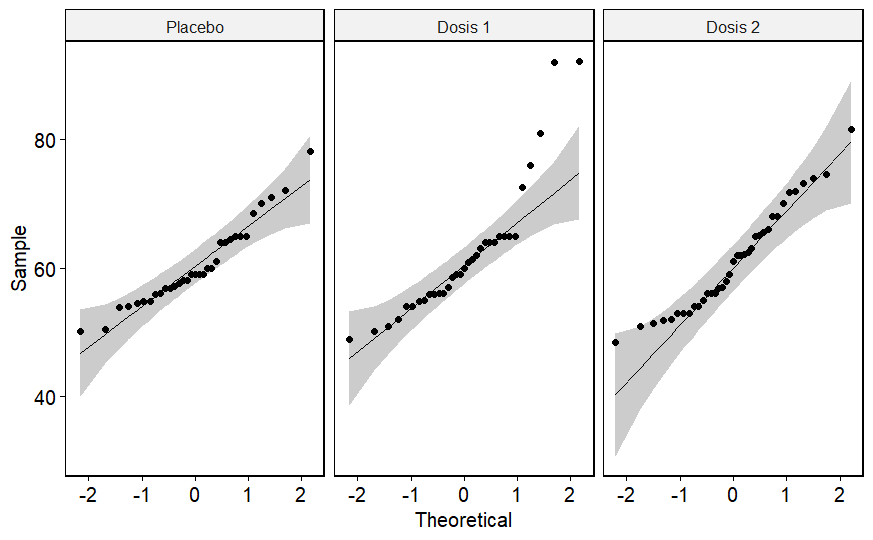 Placebo Dosis 1 Dosis 2
Sample
80
60
40
-2 -1 0 1 2 -2 -1 0 1 2 -2 -1 0 1 2
Theoretical